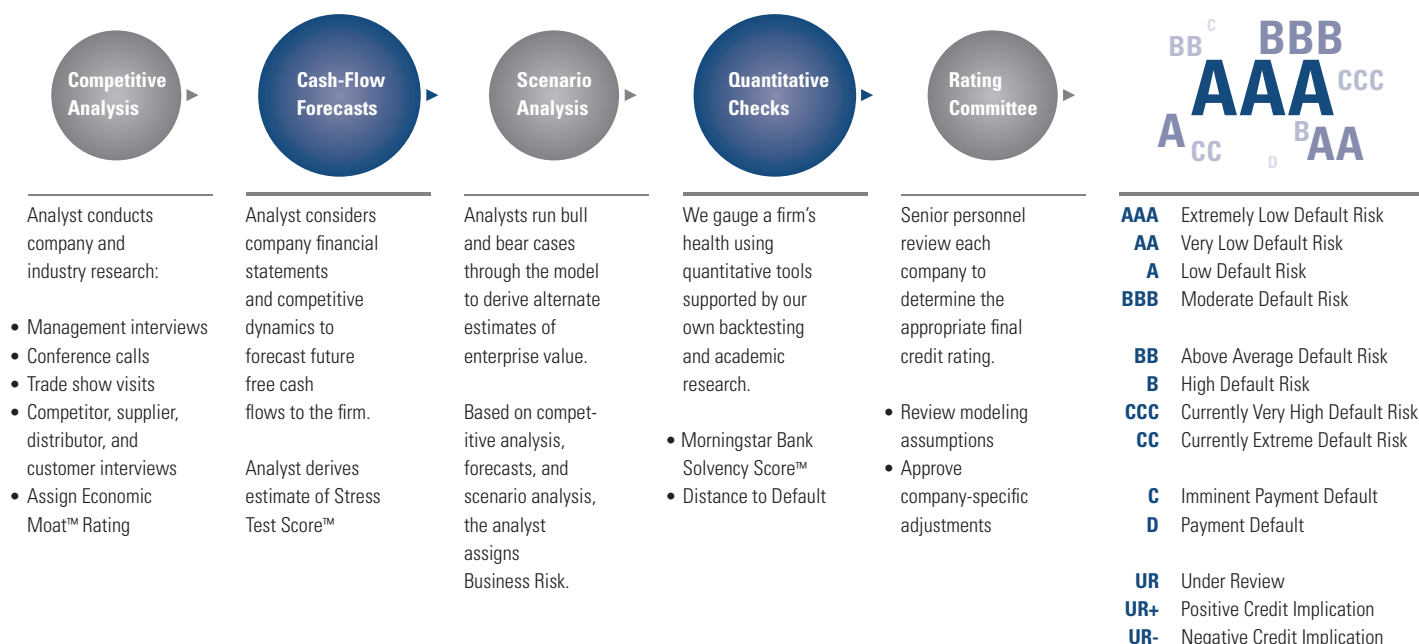 Competitive
Analysis
Cash-Flow
Forecasts
Scenario
Analysis
Quantitative
Checks
Rating
Committee
C
BB
BBB
AAA
CCC
A
CC
B
AA
D
Analyst conducts
company and
industry research:
• Management interviews
• Conference calls
• Trade show visits
• Competitor, supplier,
distributor, and
customer interviews
• Assign Economic
Moat™ Rating
Analyst considers
company financial
statements
and competitive
dynamics to
forecast future
free cash
flows to the firm.
Analyst derives
estimate of Stress
Test Score™
Analysts run bull
and bear cases
through the model
to derive alternate
estimates of
enterprise value.
Based on compet-
itive analysis,
forecasts, and
scenario analysis,
the analyst
assigns
Business Risk.
We gauge a firm's
health using
quantitative tools
supported by our
own backtesting
and academic
research.
• Morningstar Bank
Solvency Score™
• Distance to Default
Senior personnel
review each
company to
determine the
appropriate final
credit rating.
• Review modeling
assumptions
• Approve
company-specific
adjustments
AAA Extremely Low Default Risk
AA Very Low Default Risk
A Low Default Risk
BBB Moderate Default Risk
BB Above Average Default Risk
B High Default Risk
CCC Currently Very High Default Risk
CC Currently Extreme Default Risk
C Imminent Payment Default
D Payment Default
UR Under Review
UR+ Positive Credit Implication
UR- Negative Credit Implication